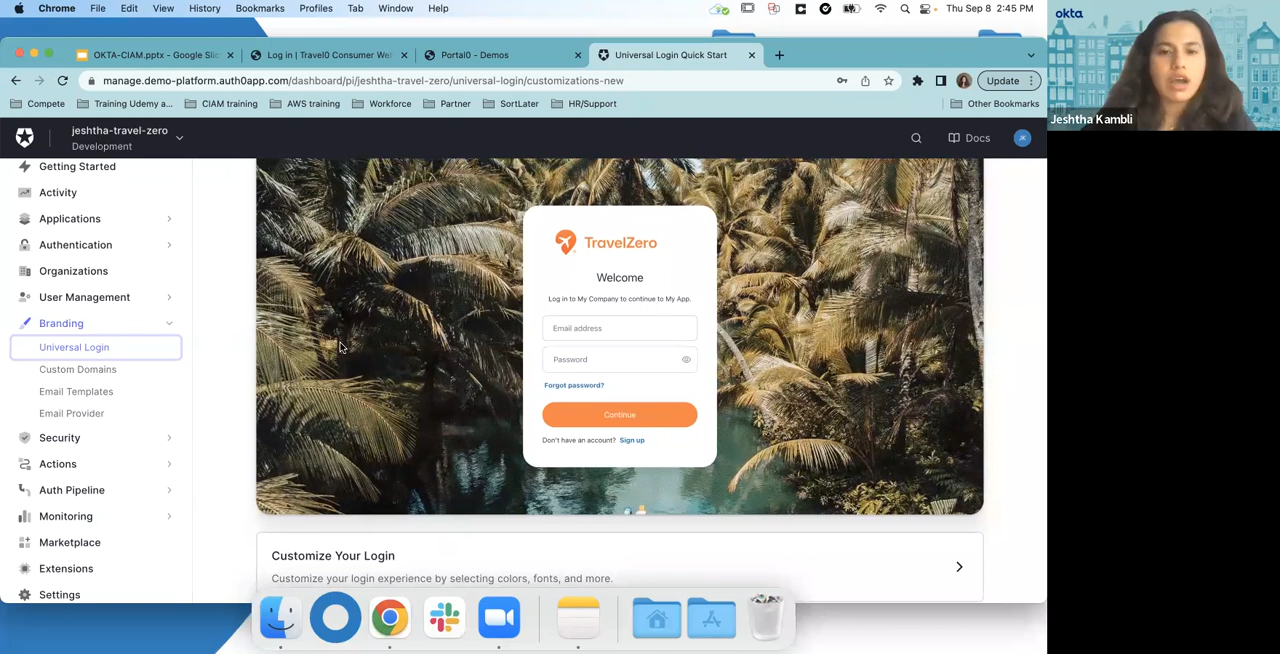 Chrome File Edit View History Bookmarks Profiles Tab Window Help Thu Sep 8 2:45 PM
OKTA-CIAM.pptx - Google Slic Log in | Travel0 Consumer We Portal0 - Demos Universal Login Quick Start
manage.demo-platform.auth0app.com/dashboard/pi/jeshtha-travel-zero/universal-login/customizations-new Update
Compete Training Udemy a... CIAM training AWS training Workforce Partner SortLater HR/Support Other Bookmarks
okta
Jeshtha Kambli
jeshtha-travel-zero
Development
Docs
JK
Getting Started
Activity
Applications
Authentication
Organizations
User Management
Branding
Universal Login
Custom Domains
Email Templates
Email Provider
Security
Actions
Auth Pipeline
Monitoring
Marketplace
Extensions
Settings
TravelZero
Welcome
Log in to My Company to continue to My App.
Email address
Password
Forgot password?
Continue
Don't have an account? Sign up
Customize Your Login
Customize your login experience by selecting colors, fonts, and more.